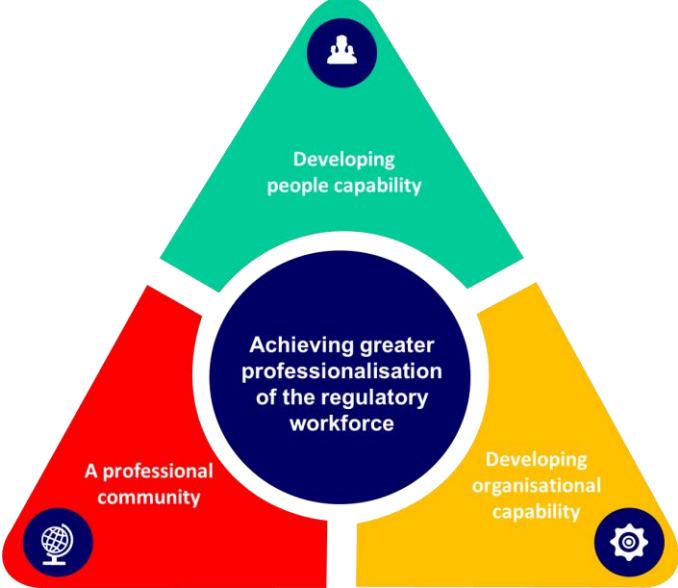 Developing
people capability
Achieving greater
professionalisation
of the regulatory
workforce
A professional
community
Developing
organisational
capability